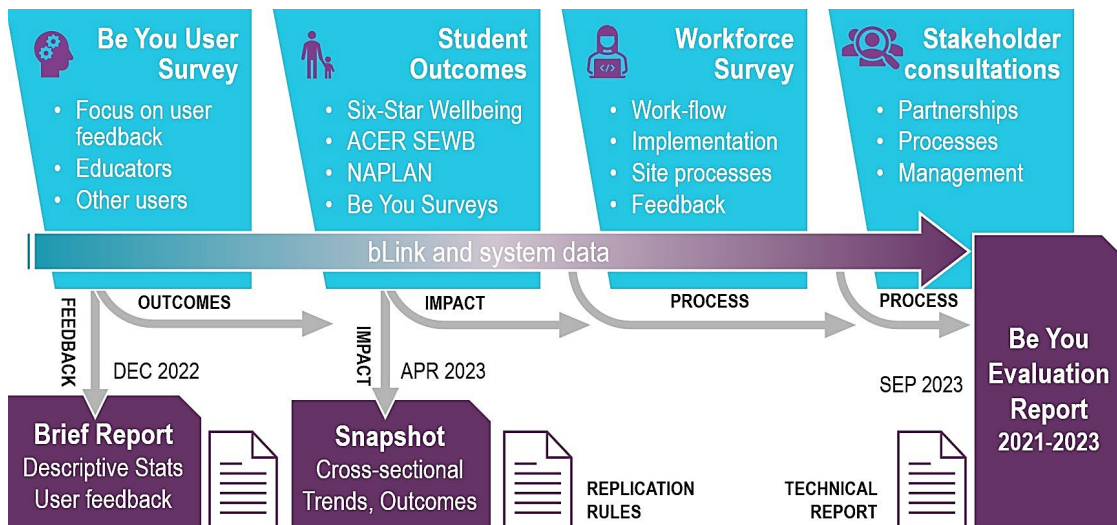 Be You User
Survey
• Focus on user
feedback
• Educators
• Other users
Student
Outcomes
• Six-Star Wellbeing
• ACER SEWB
• NAPLAN
• Be You Surveys
Workforce
Survey
</>
• Work-flow
• Implementation
• Site processes
• Feedback
Stakeholder
consultations
• Partnerships
• Processes
• Management
bLink and system data
FEEDBACK
OUTCOMES
IMPACT
IMPACT
PROCESS
PROCESS
DEC 2022
APR 2023
SEP 2023
Brief Report
Descriptive Stats
User feedback
Snapshot
Cross-sectional
Trends, Outcomes
REPLICATION
RULES
TECHNICAL
REPORT
Be You
Evaluation
Report
2021-2023